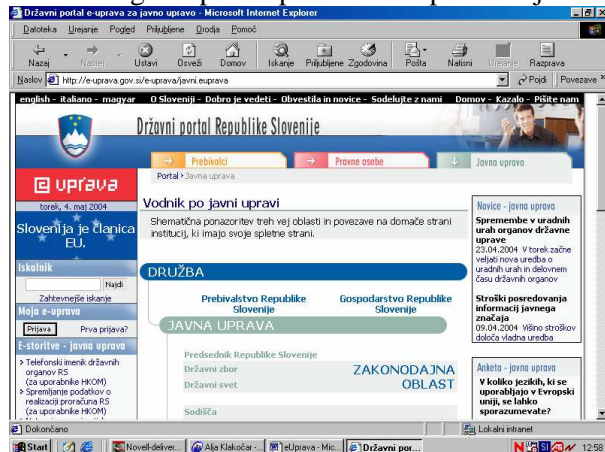 Državni portal e-uprava za javno upravo - Microsoft Internet Explorer
Datoteka Urejanje Pogled Priljubljene Orodja Pomoč
Nazaj Naprej Ustavi Osveži Domov Iskanje Priljubljene Zgodovina Pošta Natisni Urejanje Razprava
Naslov http://e-uprava.gov.si/e-uprava/javni.euprava Pojdi Povezave »
english - italiano - magyar O Sloveniji - Dobro je vedeti - Obvestila in novice - Sodelujte z nami Domov - Kazalo - Pišite nam
Državni portal Republike Slovenije
Prebivalci Pravne osebe Javna uprava
Portal > Javna uprava
uprava
torek, 4. maj 2004
Slovenija je članica
EU.
Iskalnik
Najdi
Zahtevnejše iskanje
Moja e-uprava
Prijava Prva prijava?
E-storitve - javna uprava
> Telefonski imenik državnih
organov RS
(za uporabnike HKOM)
> Spremljanje podatkov o
realizaciji proračuna RS
(za uporabnike HKOM)
Vodnik po javni upravi
Shematična ponazoritev treh vej oblasti in povezave na domače strani
institucij, ki imajo svoje spletne strani.
DRUŽBA
Prebivalstvo Republike
Slovenije
Gospodarstvo Republike
Slovenije
JAVNA UPRAVA
Predsednik Republike Slovenije
Državni zbor
Državni svet
ZAKONODAJNA
OBLAST
Sodišča
Novice - javna uprava
Spremembe v uradnih
urah organov državne
uprave
23.04.2004 V torek začne
veljati nova uredba o
uradnih urah in delovnem
času državnih organov
Stroški posredovanja
informacij javnega
značaja
09.04.2004 Višino stroškov
določa vladna uredba
Anketa - javna uprava
V koliko jezikih, ki se
uporabljajo v Evropski
uniji, se lahko
sporazumevate?
Dokončano Lokalni intranet
Start Novell-deliver... Alja Klakočar -... eUprava - Mic... Državni por... 12:58